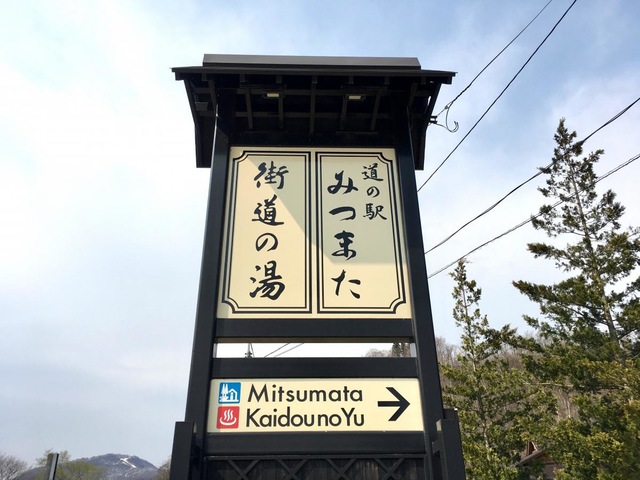 道の駅
みつまた
街道の湯
Mitsumata
KaidounoYu